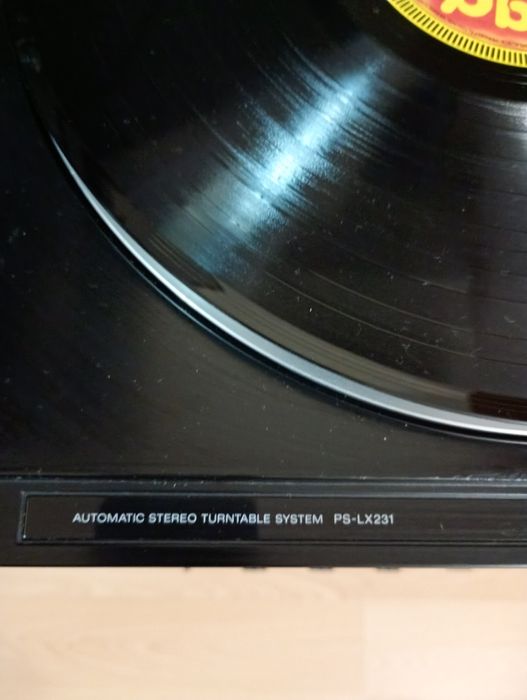 AUTOMATIC STEREO TURNTABLE SYSTEM PS-LX231